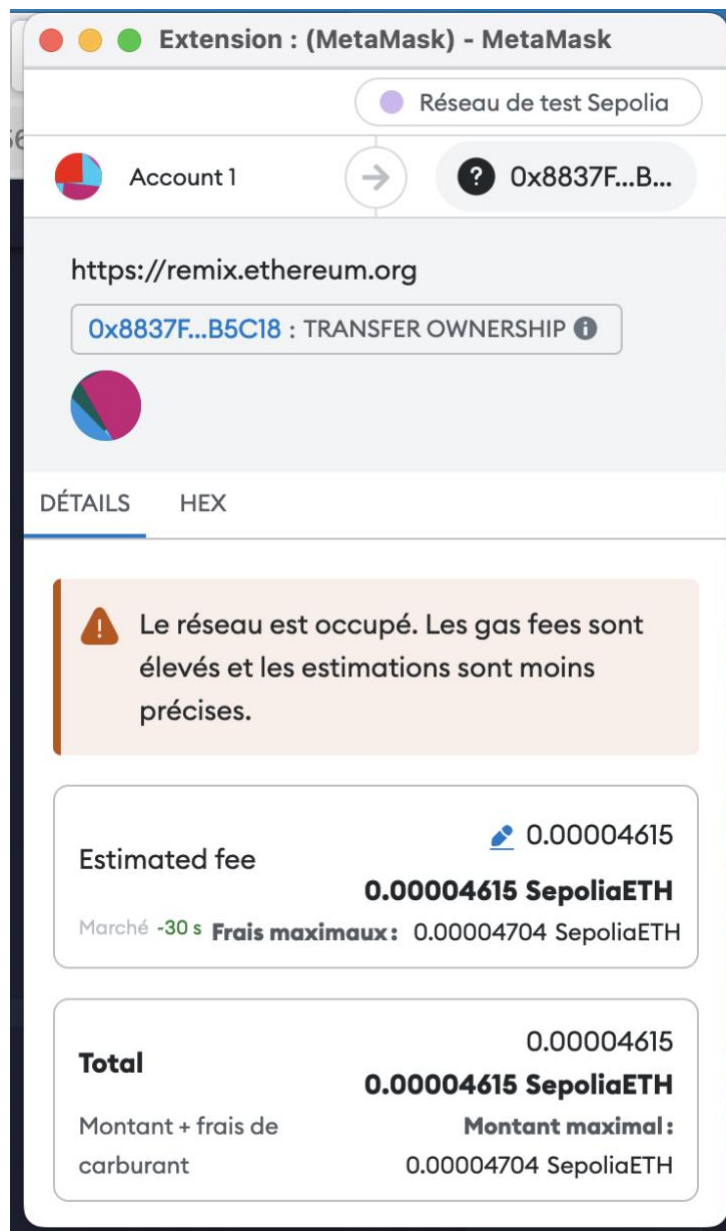 Extension : (MetaMask) - MetaMask
Réseau de test Sepolia
Account 1
0x8837F...B...
https://remix.ethereum.org
0x8837F...B5C18 : TRANSFER OWNERSHIP
DÉTAILS HEX
Le réseau est occupé. Les gas fees sont
élevés et les estimations sont moins
précises.
Estimated fee
0.00004615
0.00004615 SepoliaETH
Marché -30 s Frais maximaux: 0.00004704 SepoliaETH
Total
0.00004615
0.00004615 SepoliaETH
Montant + frais de
carburant
Montant maximal:
0.00004704 SepoliaETH